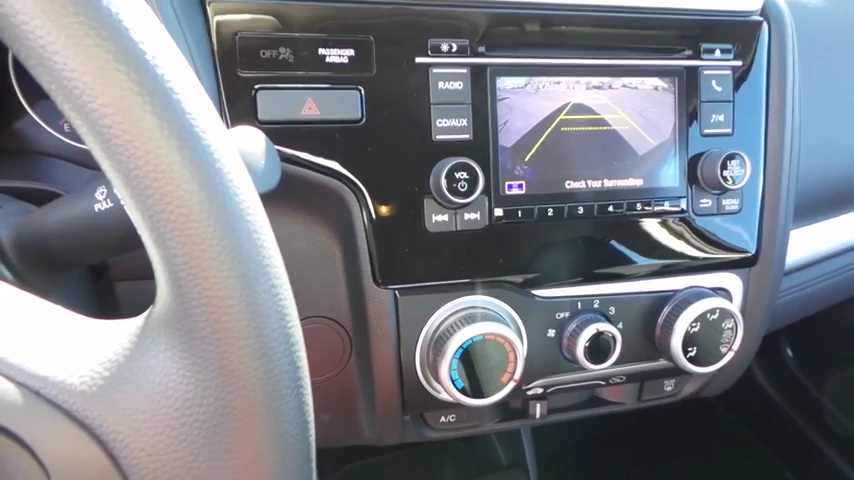 OFF
PASSENGER
AIRBAG
RADIO
CD/AUX
VOL
Check Your Surroundings
LIST
SELECT
MENU
1 2 3 4 5 6
PULL
E
OFF 1 2 3 4
A/C